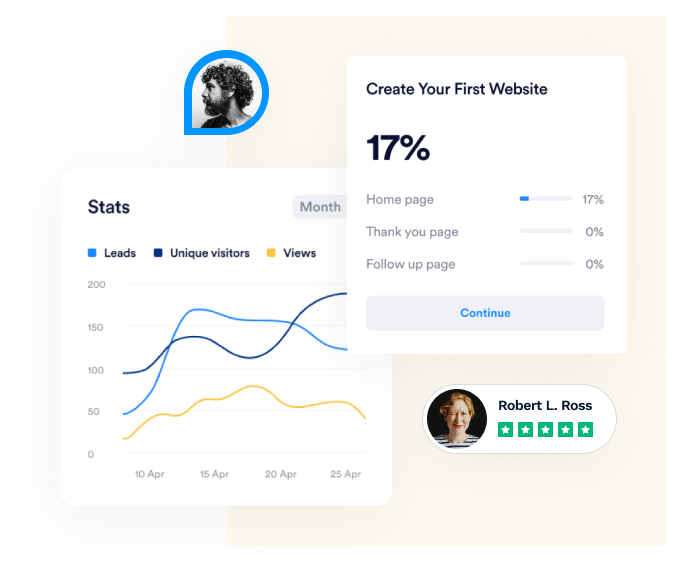 Create Your First Website
17%
Home page 17%
Thank you page 0%
Follow up page 0%
Continue
Stats Month
Leads Unique visitors Views
200
150
100
50
0
10 Apr 15 Apr 20 Apr 25 Apr
Robert L. Ross